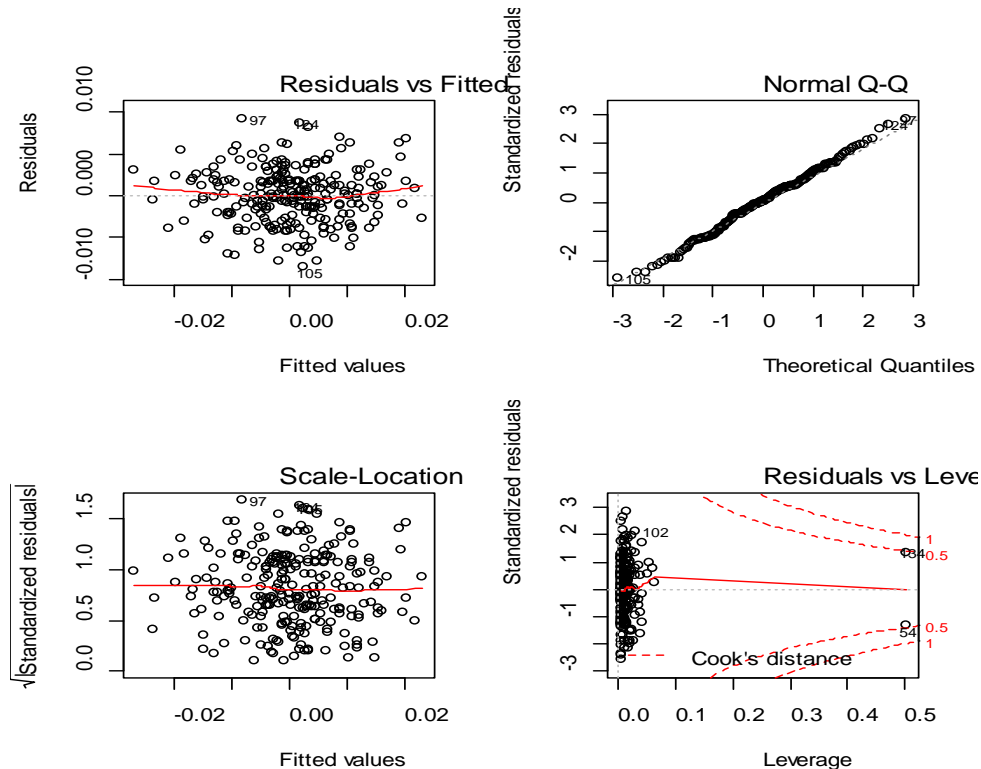 Residuals vs Fitted
Residuals
0.010
0.000
-0.010
97
124
105
-0.02 0.00 0.02
Fitted values
Normal Q-Q
Standardized residuals
3
2
1
0
-2
124
105
-3 -2 -1 0 1 2 3
Theoretical Quantiles
Scale-Location
√|Standardized residuals|
1.5
1.0
0.5
0.0
97
-0.02 0.00 0.02
Fitted values
Residuals vs Leve
Standardized residuals
3
2
1
0
-1
-3
102
1
0.5
54
0.5
1
Cook's distance
0.0 0.1 0.2 0.3 0.4 0.5
Leverage